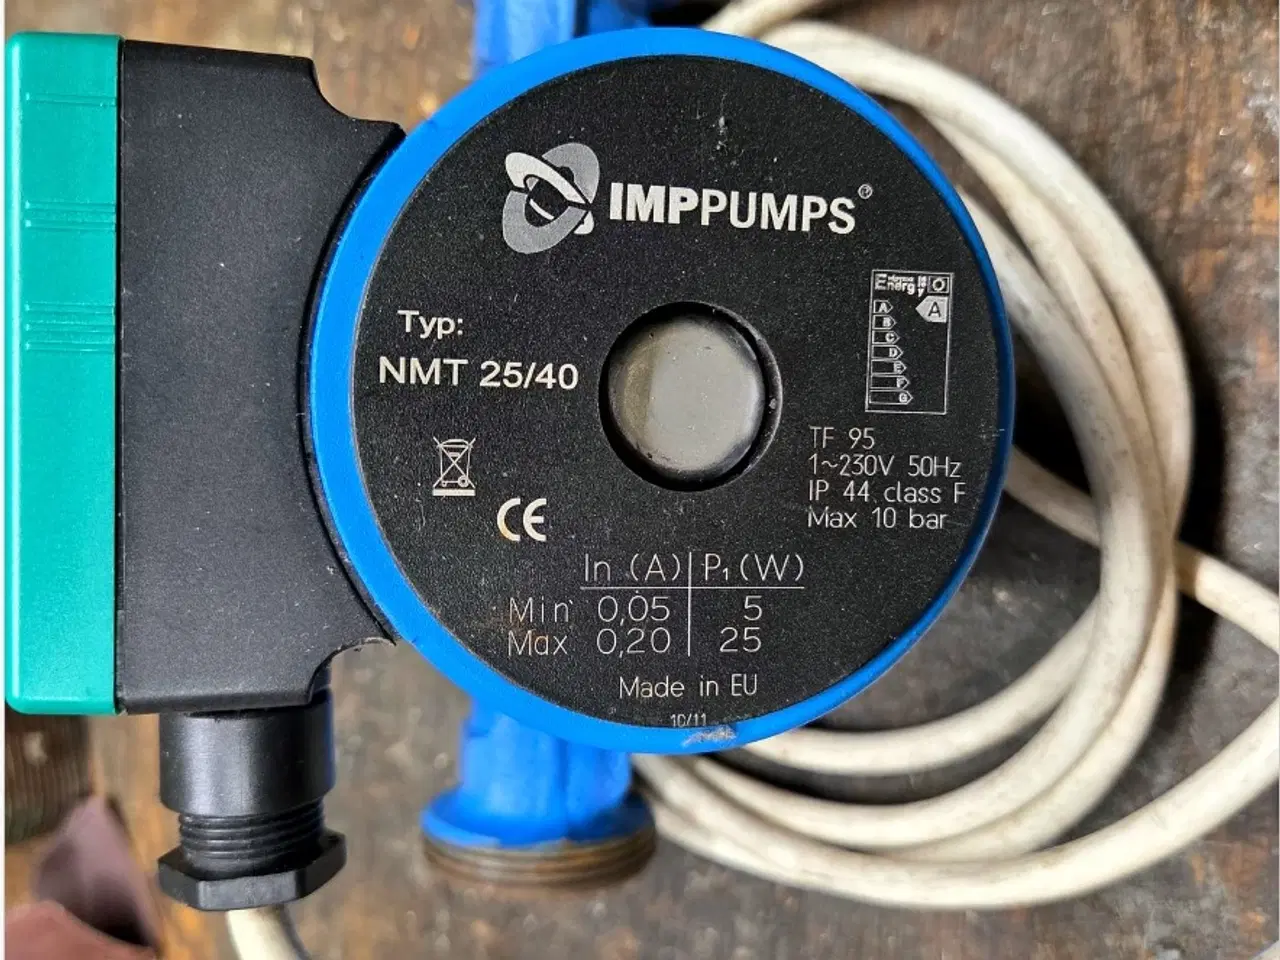 IMPPUMPS®
Typ:
NMT 25/40
Energy
A
A
B
C
D
E
F
G
TF 95
1~230V 50Hz
IP 44 class F
Max 10 bar
CE
In (A) P₁ (W)
Min 0,05 5
Max 0,20 25
Made in EU
10/11